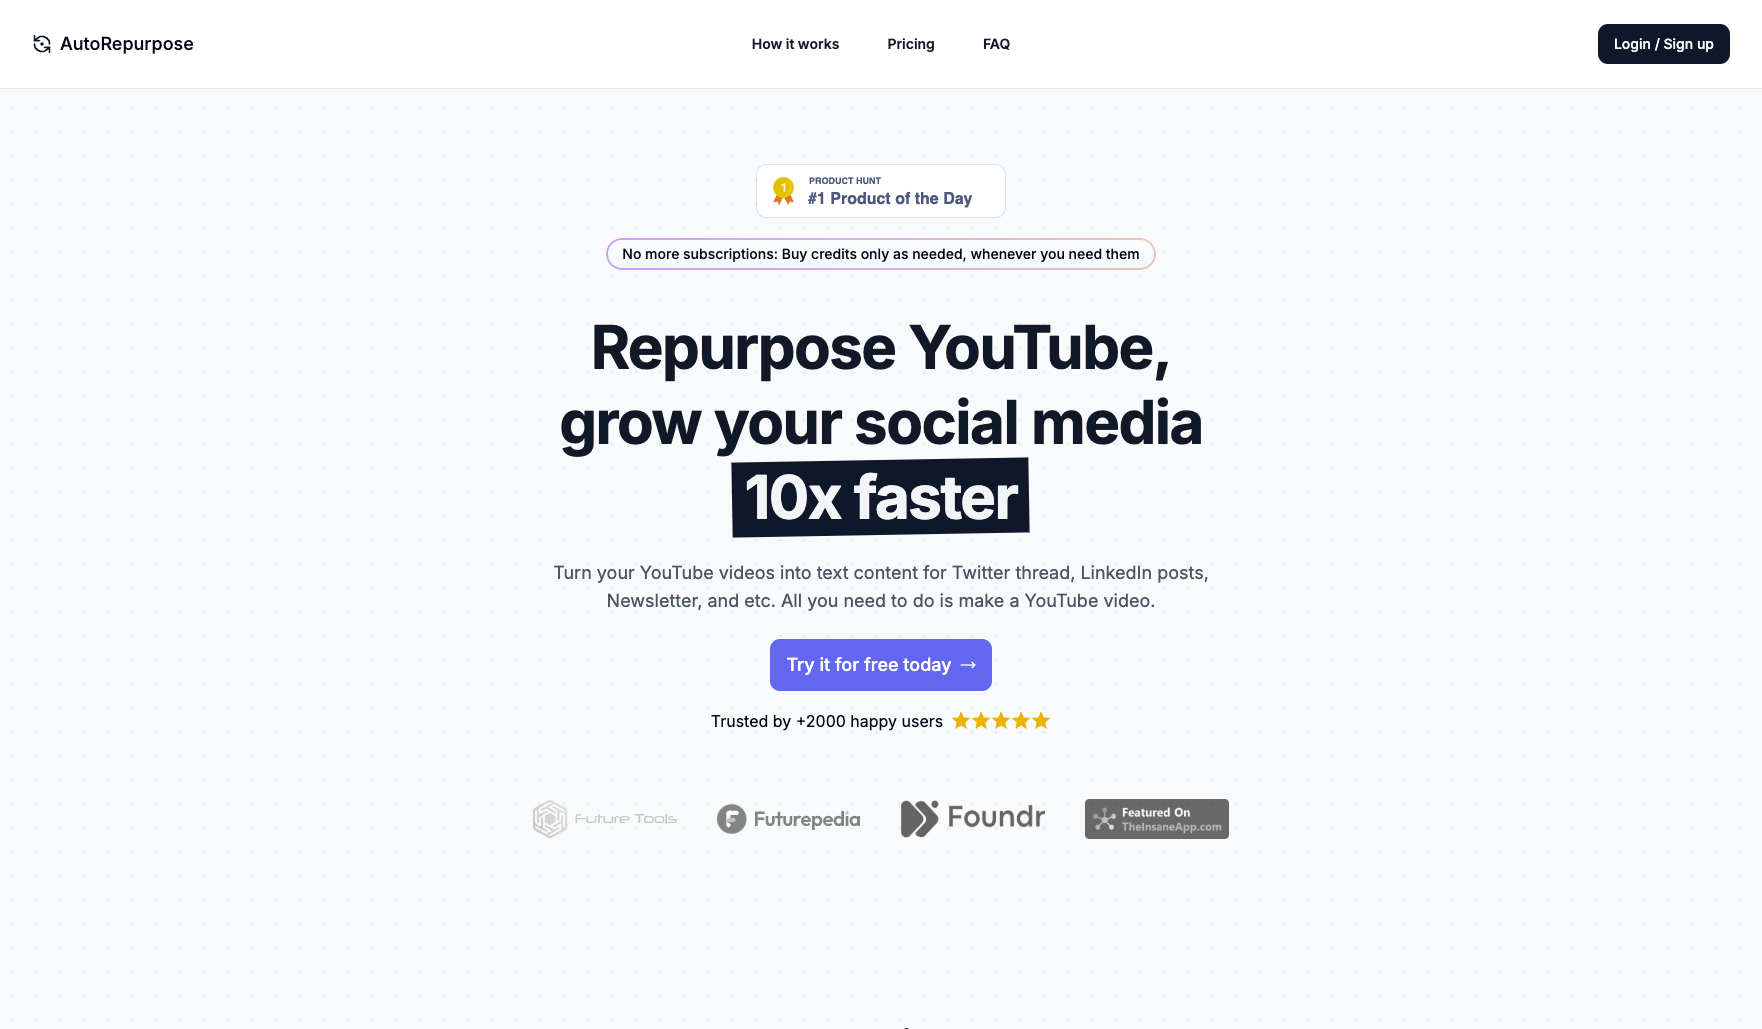 AutoRepurpose
How it works
Pricing
FAQ
Login / Sign up
1
PRODUCT HUNT
#1 Product of the Day
No more subscriptions: Buy credits only as needed, whenever you need them
Repurpose YouTube,
grow your social media
10x faster
Turn your YouTube videos into text content for Twitter thread, LinkedIn posts,
Newsletter, and etc. All you need to do is make a YouTube video.
Try it for free today →
Trusted by +2000 happy users
Future Tools
Futurepedia
Foundr
Featured On
TheInsaneApp.com